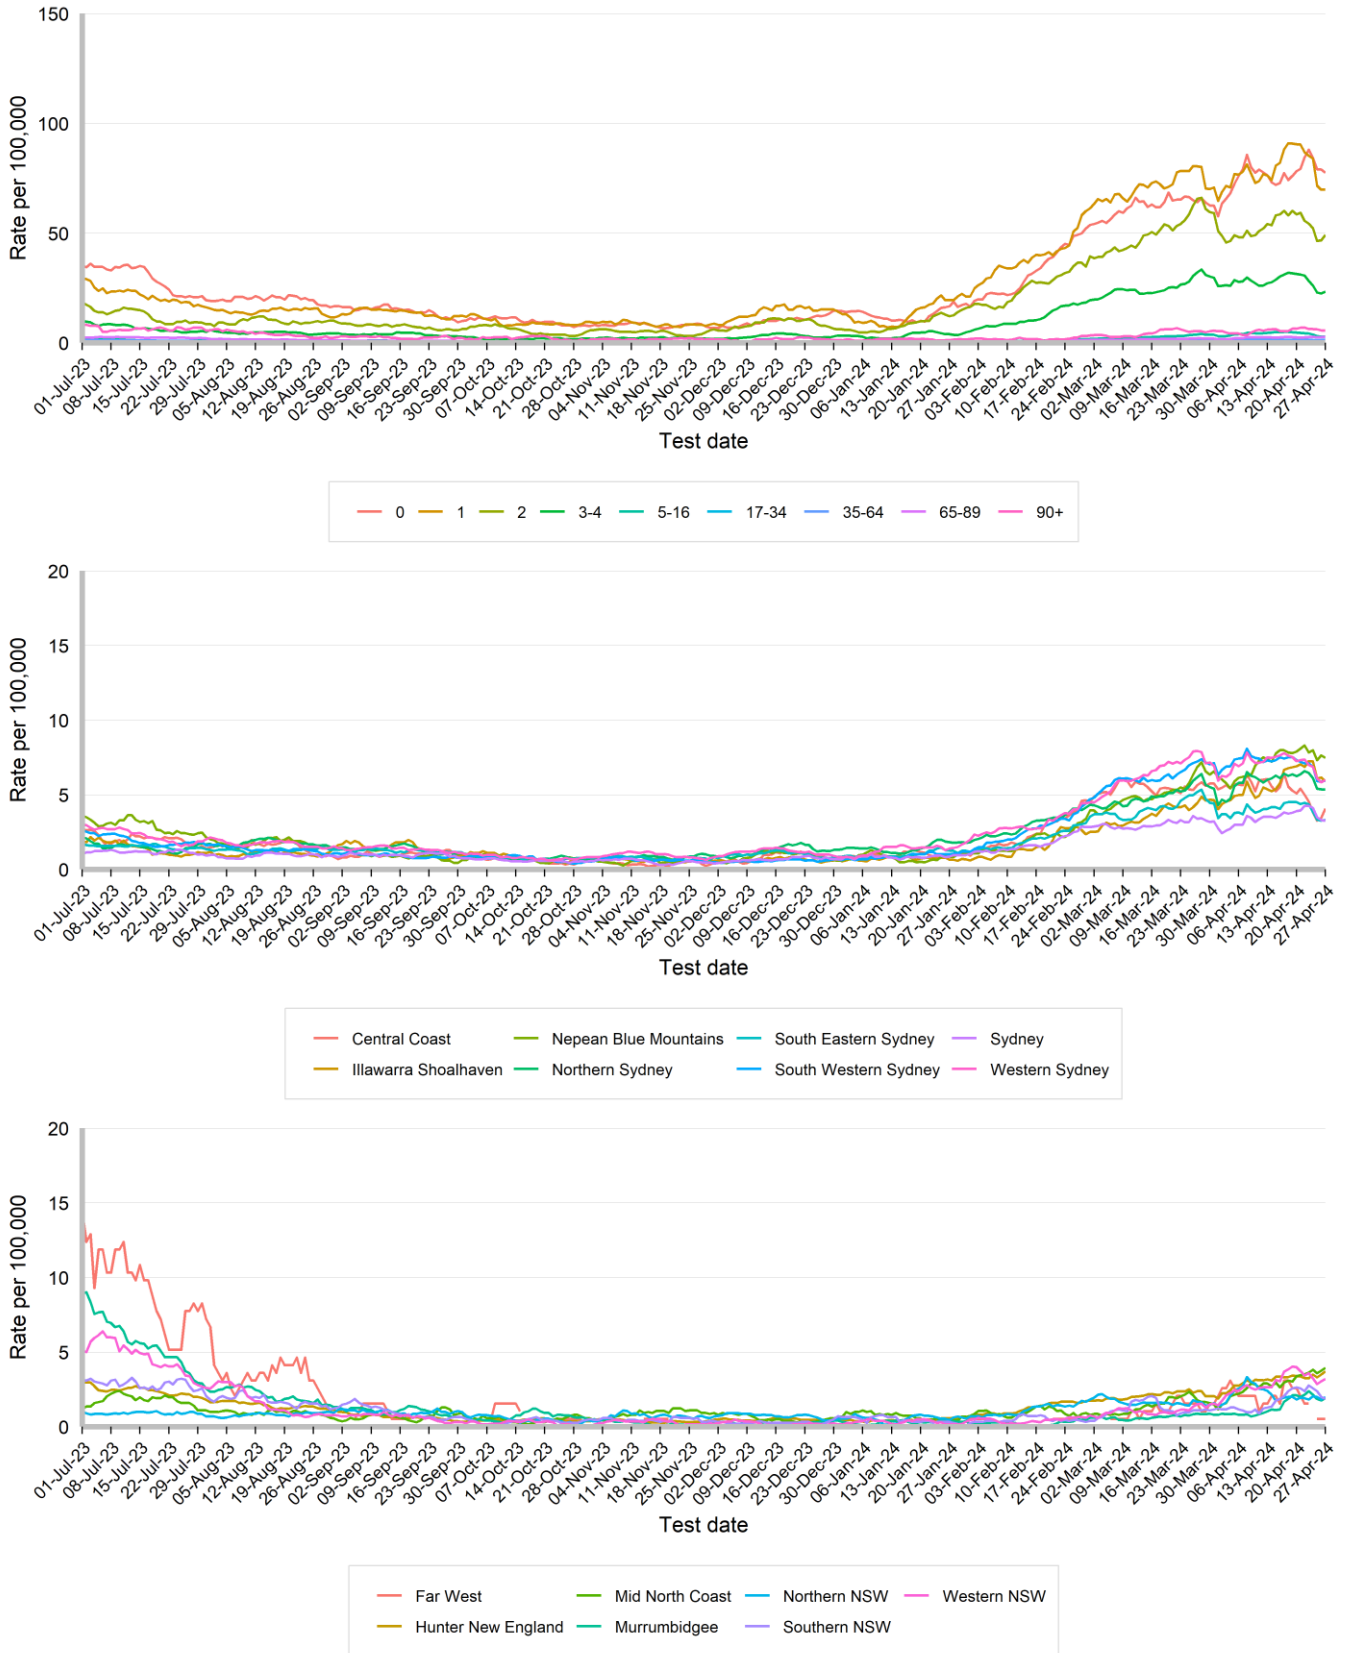 150
100
50
0
Rate per 100,000
01-Jul-23 08-Jul-23 15-Jul-23 22-Jul-23 29-Jul-23 05-Aug-23 12-Aug-23 19-Aug-23 26-Aug-23 02-Sep-23 09-Sep-23 16-Sep-23 23-Sep-23 30-Sep-23 07-Oct-23 14-Oct-23 21-Oct-23 28-Oct-23 04-Nov-23 11-Nov-23 18-Nov-23 25-Nov-23 02-Dec-23 09-Dec-23 16-Dec-23 23-Dec-23 30-Dec-23 06-Jan-24 13-Jan-24 20-Jan-24 27-Jan-24 03-Feb-24 10-Feb-24 17-Feb-24 24-Feb-24 02-Mar-24 09-Mar-24 16-Mar-24 23-Mar-24 30-Mar-24 06-Apr-24 13-Apr-24 20-Apr-24 27-Apr-24
Test date
0 1 2 3-4 5-16 17-34 35-64 65-89 90+
20
15
10
5
0
Rate per 100,000
01-Jul-23 08-Jul-23 15-Jul-23 22-Jul-23 29-Jul-23 05-Aug-23 12-Aug-23 19-Aug-23 26-Aug-23 02-Sep-23 09-Sep-23 16-Sep-23 23-Sep-23 30-Sep-23 07-Oct-23 14-Oct-23 21-Oct-23 28-Oct-23 04-Nov-23 11-Nov-23 18-Nov-23 25-Nov-23 02-Dec-23 09-Dec-23 16-Dec-23 23-Dec-23 30-Dec-23 06-Jan-24 13-Jan-24 20-Jan-24 27-Jan-24 03-Feb-24 10-Feb-24 17-Feb-24 24-Feb-24 02-Mar-24 09-Mar-24 16-Mar-24 23-Mar-24 30-Mar-24 06-Apr-24 13-Apr-24 20-Apr-24 27-Apr-24
Test date
Central Coast Nepean Blue Mountains South Eastern Sydney Sydney
Illawarra Shoalhaven Northern Sydney South Western Sydney Western Sydney
20
15
10
5
0
Rate per 100,000
01-Jul-23 08-Jul-23 15-Jul-23 22-Jul-23 29-Jul-23 05-Aug-23 12-Aug-23 19-Aug-23 26-Aug-23 02-Sep-23 09-Sep-23 16-Sep-23 23-Sep-23 30-Sep-23 07-Oct-23 14-Oct-23 21-Oct-23 28-Oct-23 04-Nov-23 11-Nov-23 18-Nov-23 25-Nov-23 02-Dec-23 09-Dec-23 16-Dec-23 23-Dec-23 30-Dec-23 06-Jan-24 13-Jan-24 20-Jan-24 27-Jan-24 03-Feb-24 10-Feb-24 17-Feb-24 24-Feb-24 02-Mar-24 09-Mar-24 16-Mar-24 23-Mar-24 30-Mar-24 06-Apr-24 13-Apr-24 20-Apr-24 27-Apr-24
Test date
Far West Mid North Coast Northern NSW Western NSW
Hunter New England Murrumbidgee Southern NSW